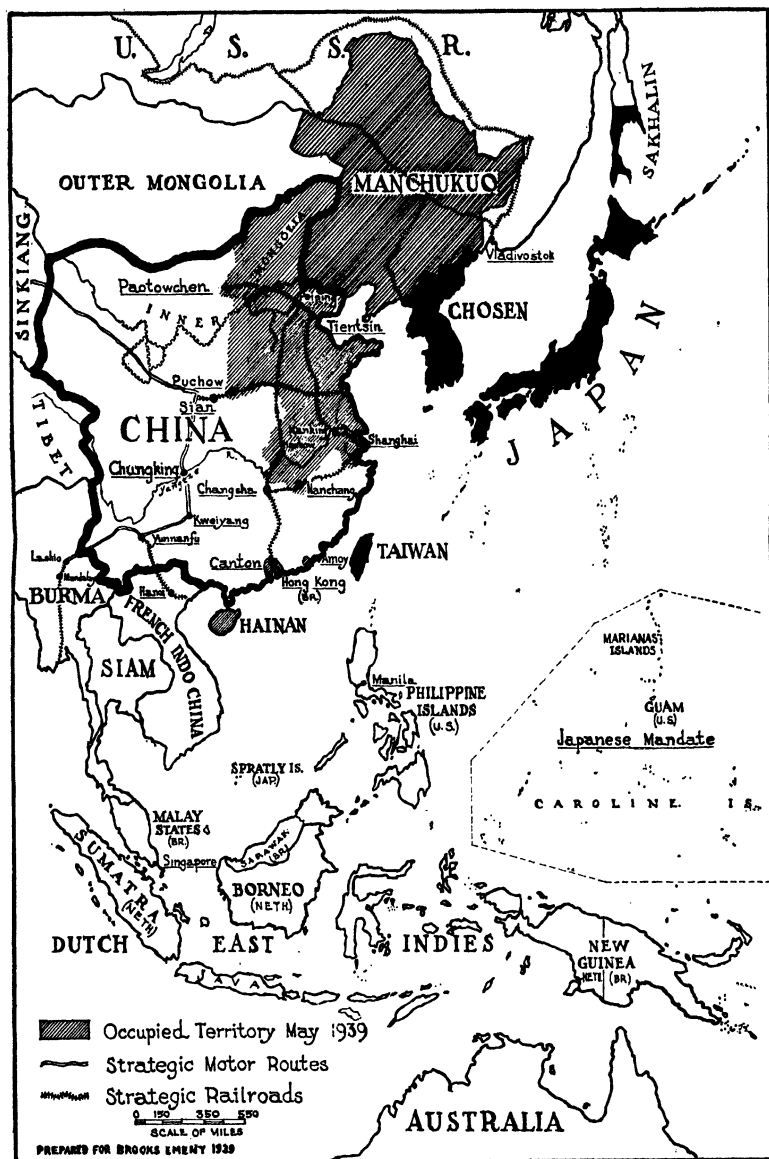 U. S. S. R.
SAKHALIN
OUTER MONGOLIA
MANCHUKUO
SINKIANG
MONGOLIA
Vladivostok
Paotowchen
INNER
CHOSEN
Tientsin
JAPAN
Puchow
Sian
CHINA
TIBET
Nanking
Shanghai
Chungking
Yangtse R.
Changsha
Nanchang
Kweiyang
Yunnanfu
Lashio
Amoy
TAIWAN
Canton
Mandalay
Hong Kong
(BR.)
BURMA
Hanoi
HAINAN
FRENCH INDO CHINA
SIAM
MARIANAS
ISLANDS
Manila
PHILIPPINE
ISLANDS
(U.S.)
GUAM
(U.S)
Japanese Mandate
SPRATLY IS.
(JAP.)
CAROLINE. IS.
MALAY
STATES
(BR.)
SARAWAK
(BR)
Singapore
SUMATRA
(NETH)
BORNEO
(NETH)
DUTCH EAST INDIES
NEW
GUINEA
NETH (BR)
JAVA
Occupied Territory May 1939
Strategic Motor Routes
Strategic Railroads
0 150 350 550
SCALE OF MILES
AUSTRALIA
PREPARED FOR BROOKS EMENY 1939